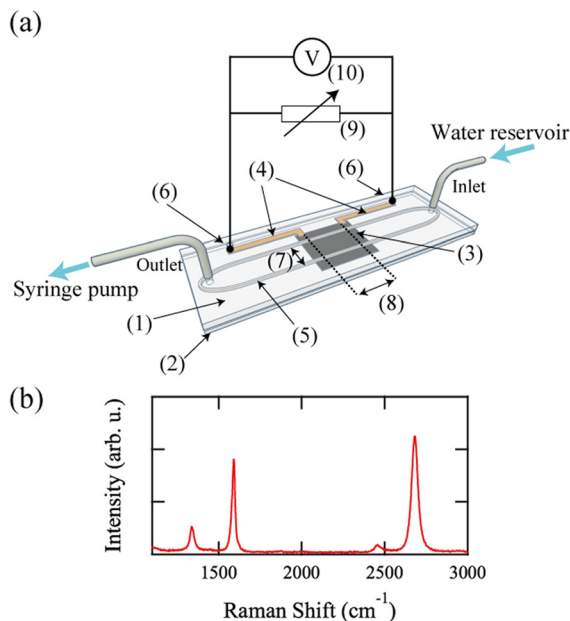 (a)
V
(10)
(9)
Water reservoir
(6)
(6)
(4)
Inlet
(3)
Outlet
(7)
Syringe pump
(8)
(1)
(5)
(2)
(b)
Intensity (arb. u.)
1500
2000
2500
3000
Raman Shift (cm⁻¹)